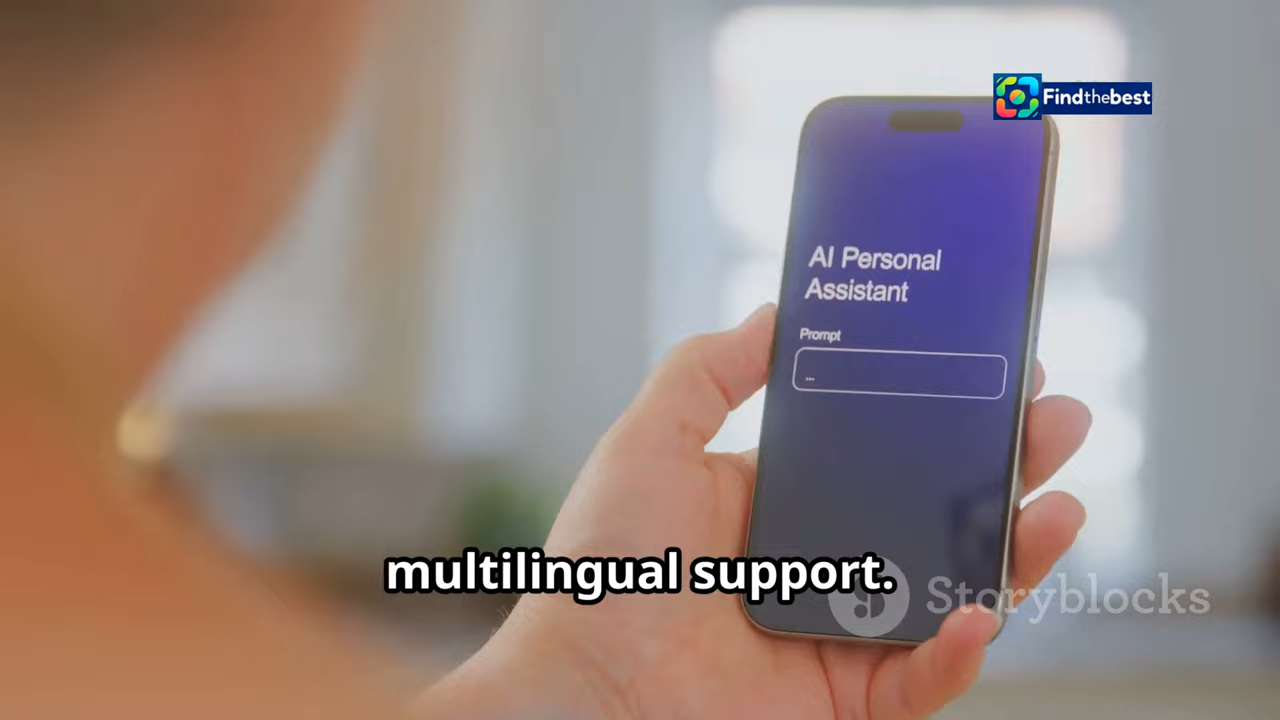 Findthebest
AI Personal
Assistant
Prompt
...
multilingual support.
Storyblocks